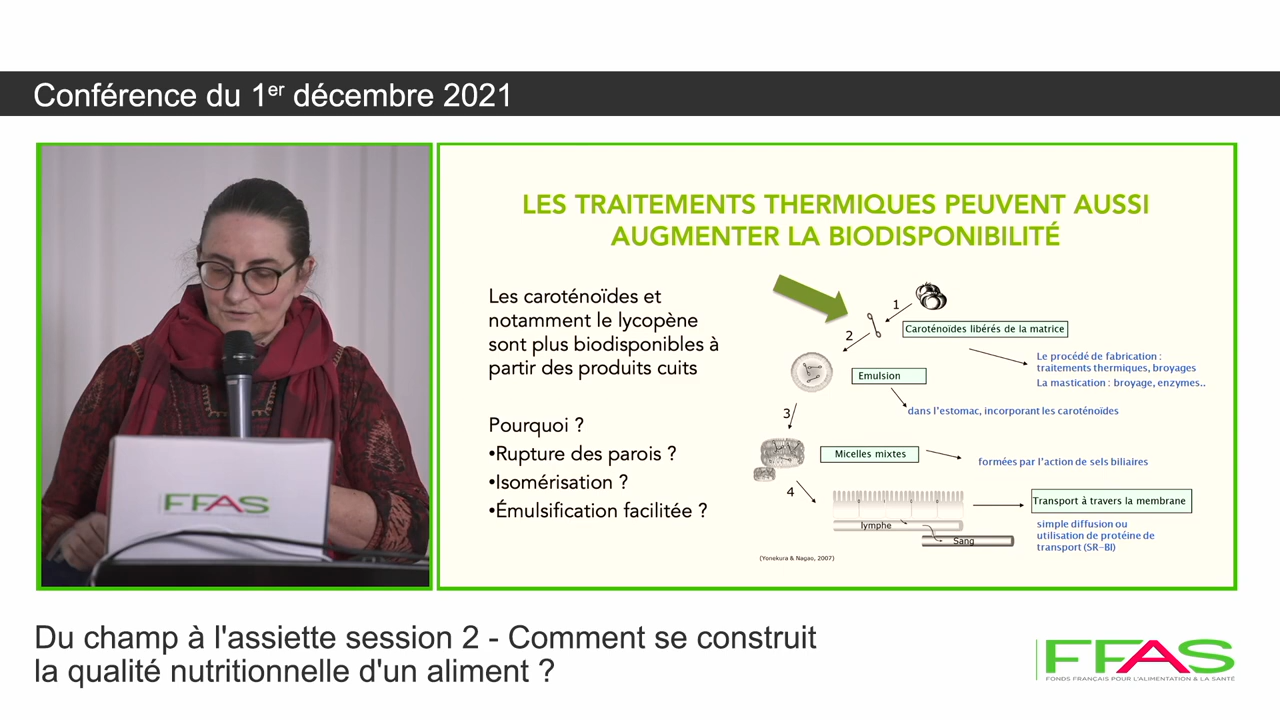 Conférence du 1er décembre 2021
FFAS
LES TRAITEMENTS THERMIQUES PEUVENT AUSSI
AUGMENTER LA BIODISPONIBILITÉ
Les caroténoïdes et
notamment le lycopène
sont plus biodisponibles à
partir des produits cuits
Pourquoi ?
•Rupture des parois ?
•Isomérisation ?
•Émulsification facilitée ?
1
Caroténoïdes libérés de la matrice
2
Le procédé de fabrication :
traitements thermiques, broyages
La mastication : broyage, enzymes..
Emulsion
dans l'estomac, incorporant les caroténoïdes
3
Micelles mixtes
formées par l'action de sels biliaires
4
Transport à travers la membrane
lymphe
Sang
simple diffusion ou
utilisation de protéine de
transport (SR-BI)
(Yonekura & Nagao, 2007)
Du champ à l'assiette session 2 - Comment se construit
la qualité nutritionnelle d'un aliment ?
FFAS
FONDS FRANÇAIS POUR L'ALIMENTATION & LA SANTÉ